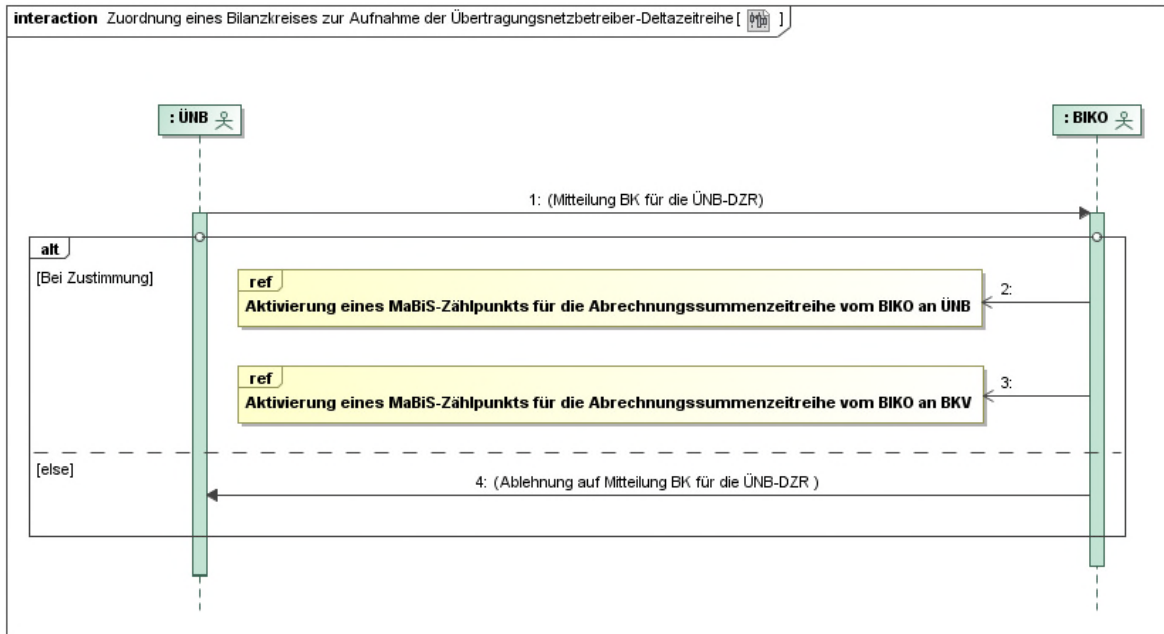 interaction Zuordnung eines Bilanzkreises zur Aufnahme der Übertragungsnetzbetreiber-Deltazeitreihe [ ]
: ÜNB
: BIKO
1: (Mitteilung BK für die ÜNB-DZR)
alt
[Bei Zustimmung]
ref
2:
Aktivierung eines MaBiS-Zählpunkts für die Abrechnungssummenzeitreihe vom BIKO an ÜNB
ref
3:
Aktivierung eines MaBiS-Zählpunkts für die Abrechnungssummenzeitreihe vom BIKO an BKV
[else]
4: (Ablehnung auf Mitteilung BK für die ÜNB-DZR )